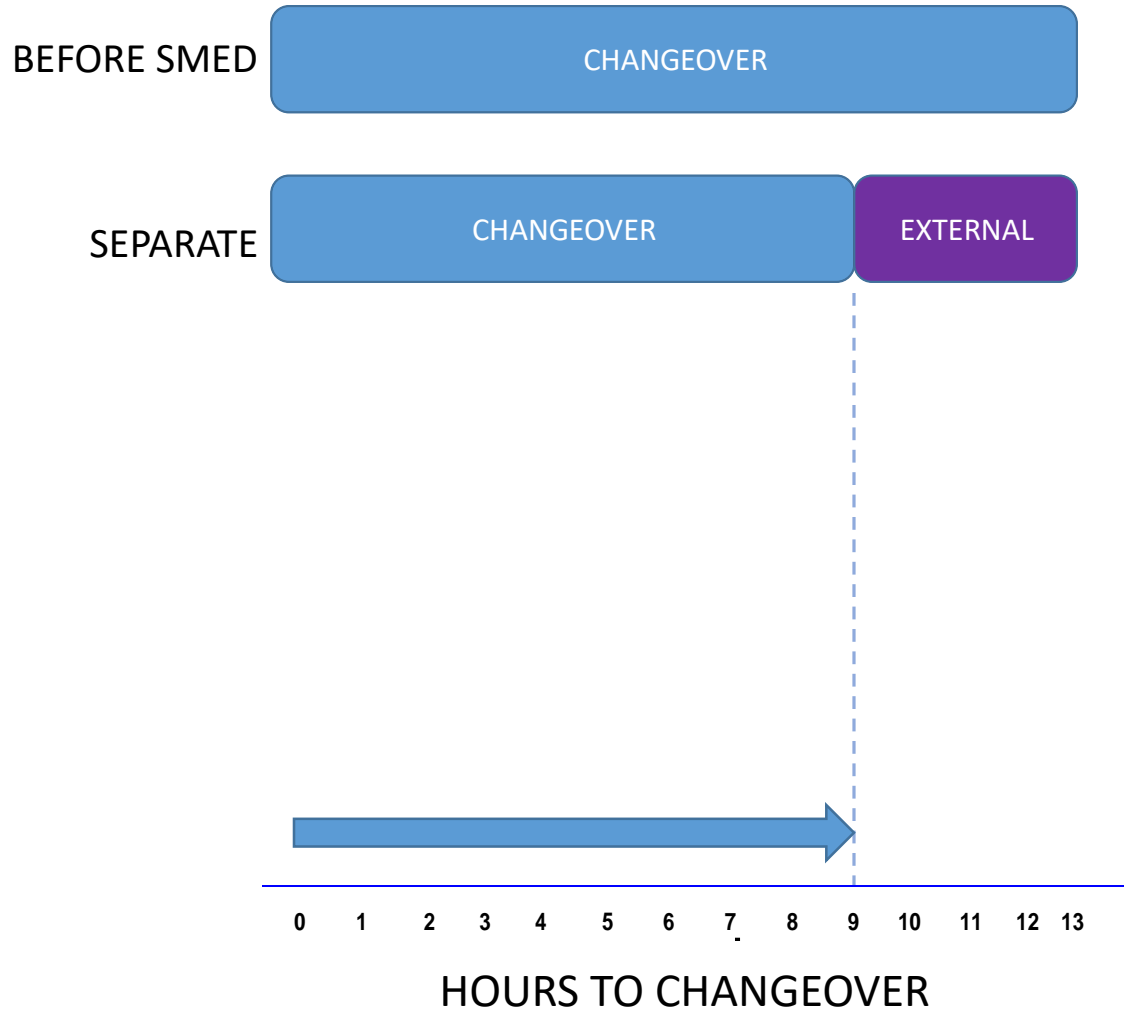 BEFORE SMED
CHANGEOVER
SEPARATE
CHANGEOVER
EXTERNAL
0 1 2 3 4 5 6 7 8 9 10 11 12 13
-
HOURS TO CHANGEOVER